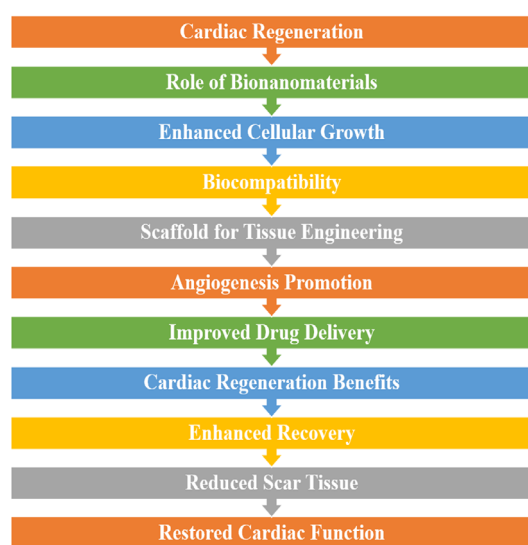 Cardiac Regeneration
Role of Bionanomaterials
Enhanced Cellular Growth
Biocompatibility
Scaffold for Tissue Engineering
Angiogenesis Promotion
Improved Drug Delivery
Cardiac Regeneration Benefits
Enhanced Recovery
Reduced Scar Tissue
Restored Cardiac Function